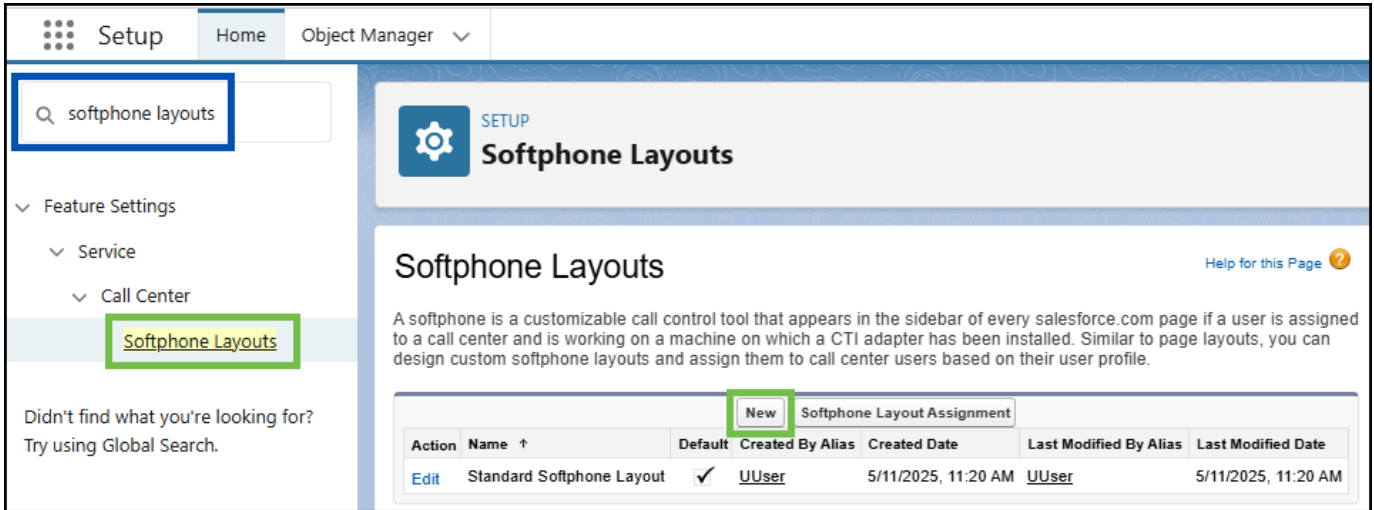 Setup Home Object Manager
softphone layouts
Feature Settings
Service
Call Center
Softphone Layouts
Didn't find what you're looking for?
Try using Global Search.
SETUP
Softphone Layouts
Softphone Layouts
Help for this Page ?
A softphone is a customizable call control tool that appears in the sidebar of every salesforce.com page if a user is assigned
to a call center and is working on a machine on which a CTI adapter has been installed. Similar to page layouts, you can
design custom softphone layouts and assign them to call center users based on their user profile.
New Softphone Layout Assignment
Action Name ↑ Default Created By Alias Created Date Last Modified By Alias Last Modified Date
Edit Standard Softphone Layout ✓ UUser 5/11/2025, 11:20 AM UUser 5/11/2025, 11:20 AM